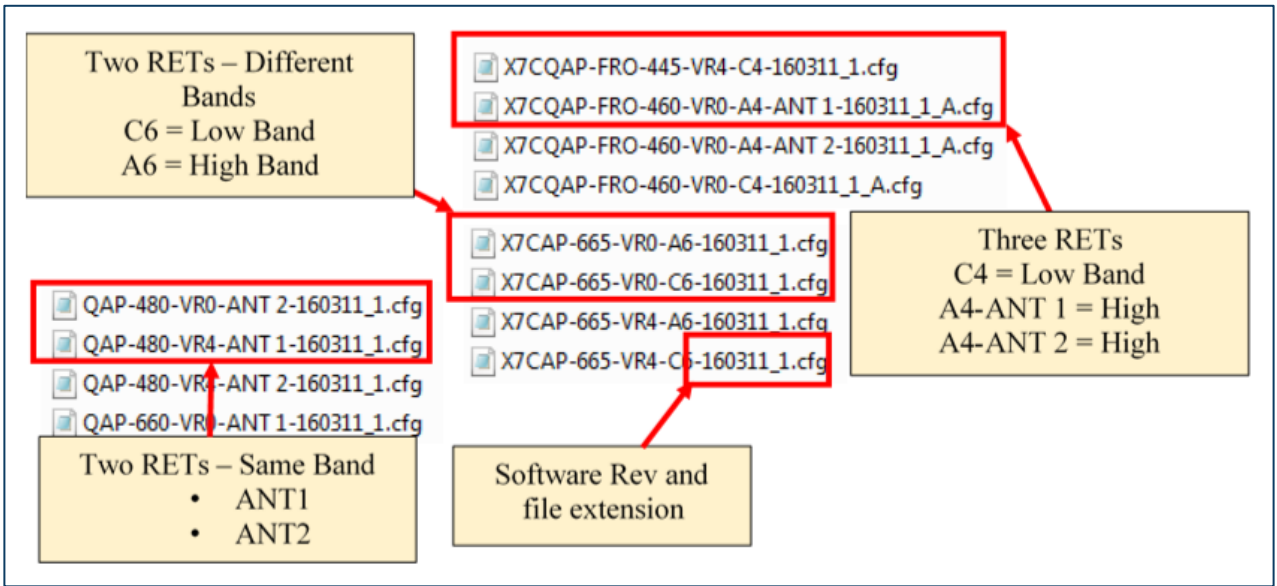 Two RETs – Different
Bands
C6 = Low Band
A6 = High Band
X7CQAP-FRO-445-VR4-C4-160311_1.cfg
X7CQAP-FRO-460-VR0-A4-ANT 1-160311_1_A.cfg
X7CQAP-FRO-460-VR0-A4-ANT 2-160311_1_A.cfg
X7CQAP-FRO-460-VR0-C4-160311_1_A.cfg
X7CAP-665-VR0-A6-160311_1.cfg
X7CAP-665-VR0-C6-160311_1.cfg
X7CAP-665-VR4-A6-160311_1.cfg
X7CAP-665-VR4-C6-160311_1.cfg
Three RETs
C4 = Low Band
A4-ANT 1 = High
A4-ANT 2 = High
QAP-480-VR0-ANT 2-160311_1.cfg
QAP-480-VR4-ANT 1-160311_1.cfg
QAP-480-VR4-ANT 2-160311_1.cfg
QAP-660-VR0-ANT 1-160311_1.cfg
Two RETs – Same Band
• ANT1
• ANT2
Software Rev and
file extension